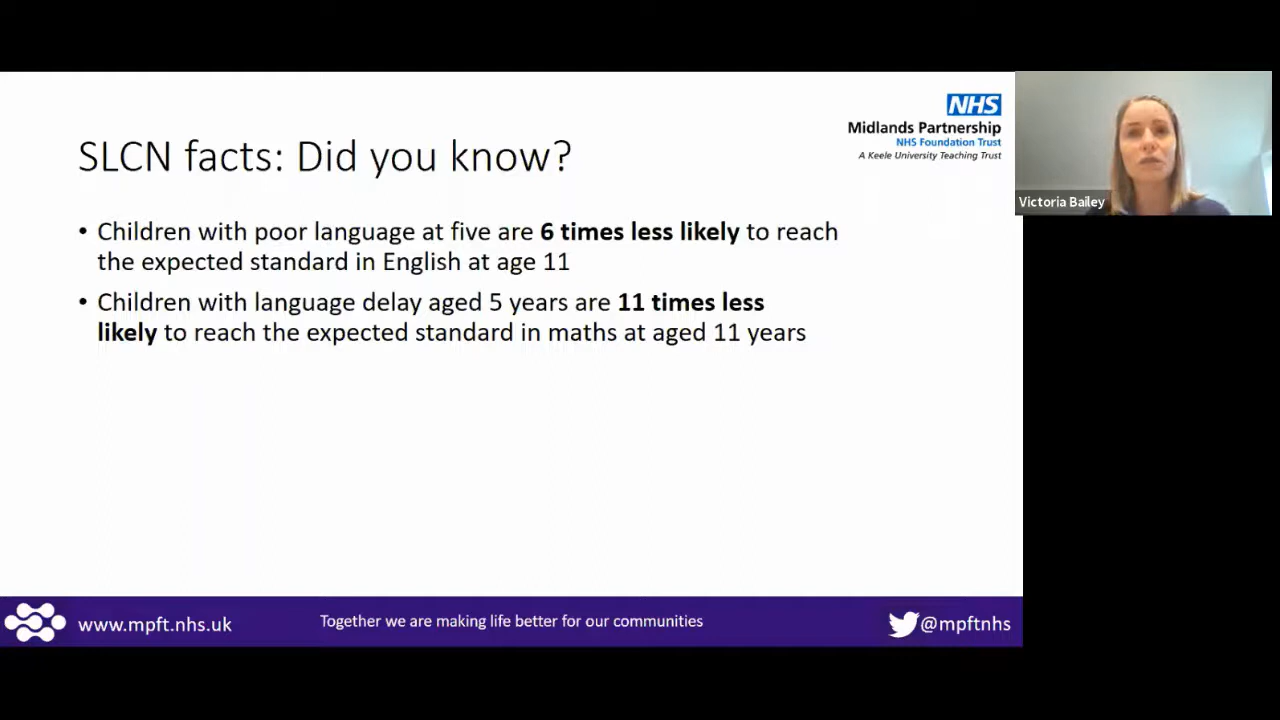 NHS
Midlands Partnership
NHS Foundation Trust
A Keele University Teaching Trust
SLCN facts: Did you know?
Victoria Bailey
• Children with poor language at five are 6 times less likely to reach
the expected standard in English at age 11
• Children with language delay aged 5 years are 11 times less
likely to reach the expected standard in maths at aged 11 years
www.mpft.nhs.uk
Together we are making life better for our communities
@mpftnhs